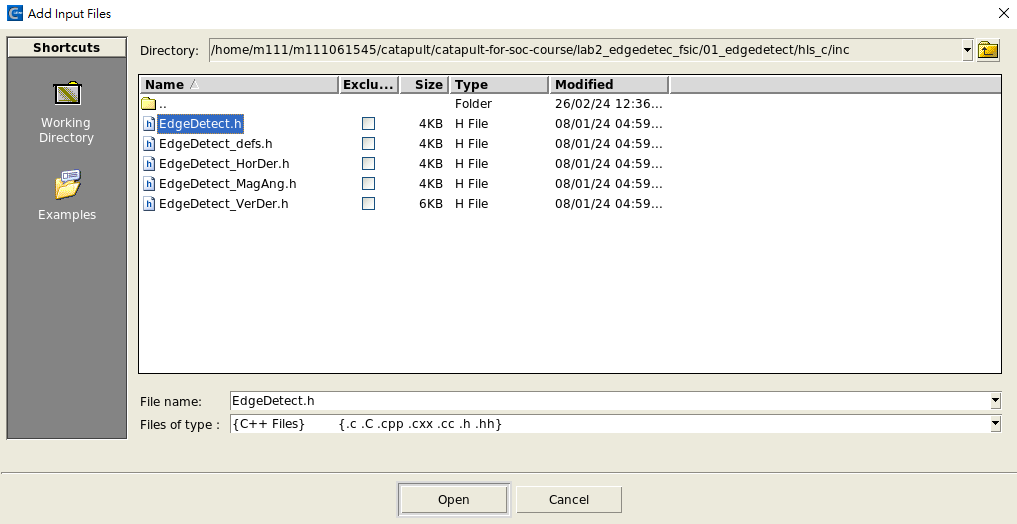 Add Input Files
Shortcuts
Working
Directory
Examples
Directory: /home/m111/m111061545/catapult/catapult-for-soc-course/lab2_edgedetec_fsic/01_edgedetect/hls_c/inc
Name Exclu... Size Type Modified
.. Folder 26/02/24 12:36...
EdgeDetect.h 4KB H File 08/01/24 04:59...
EdgeDetect_defs.h 4KB H File 08/01/24 04:59...
EdgeDetect_HorDer.h 4KB H File 08/01/24 04:59...
EdgeDetect_MagAng.h 4KB H File 08/01/24 04:59...
EdgeDetect_VerDer.h 6KB H File 08/01/24 04:59...
File name: EdgeDetect.h
Files of type : {C++ Files} {.c .C .cpp .cxx .cc .h .hh}
Open Cancel